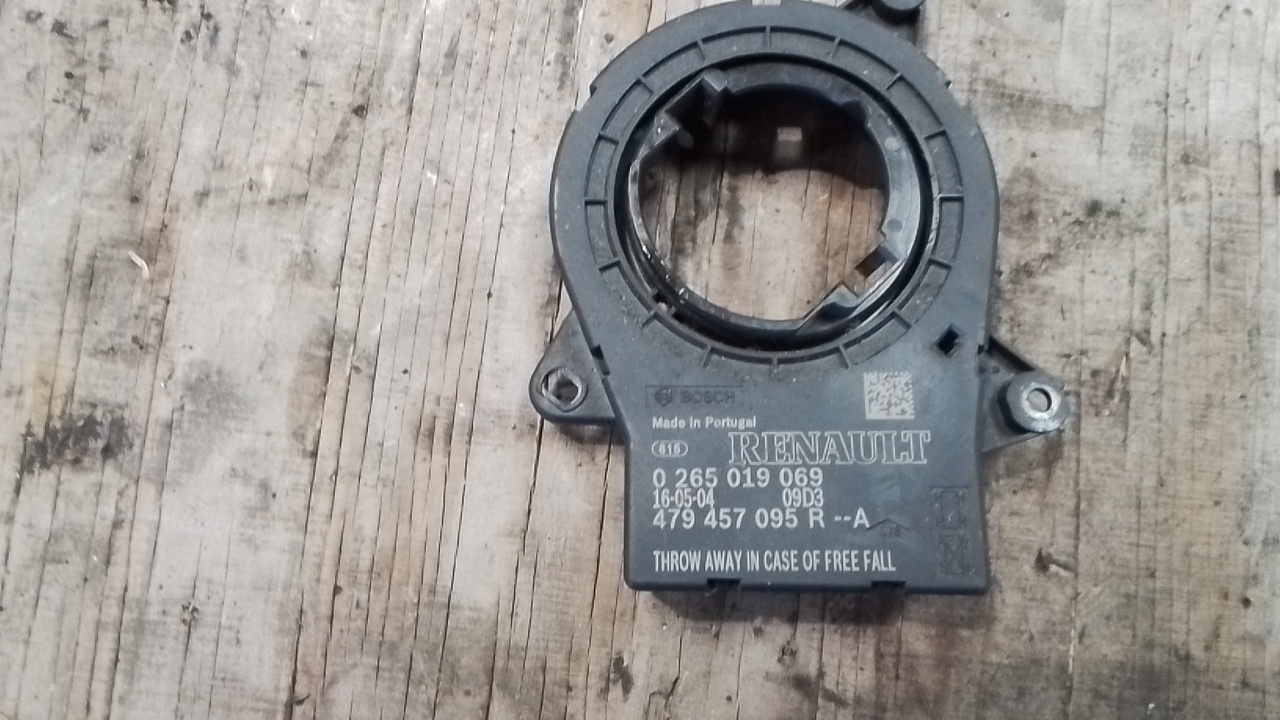 BOSCH
Made in Portugal
615 RENAULT
0 265 019 069
16-05-04 09D3
479 457 095 R --A
THROW AWAY IN CASE OF FREE FALL